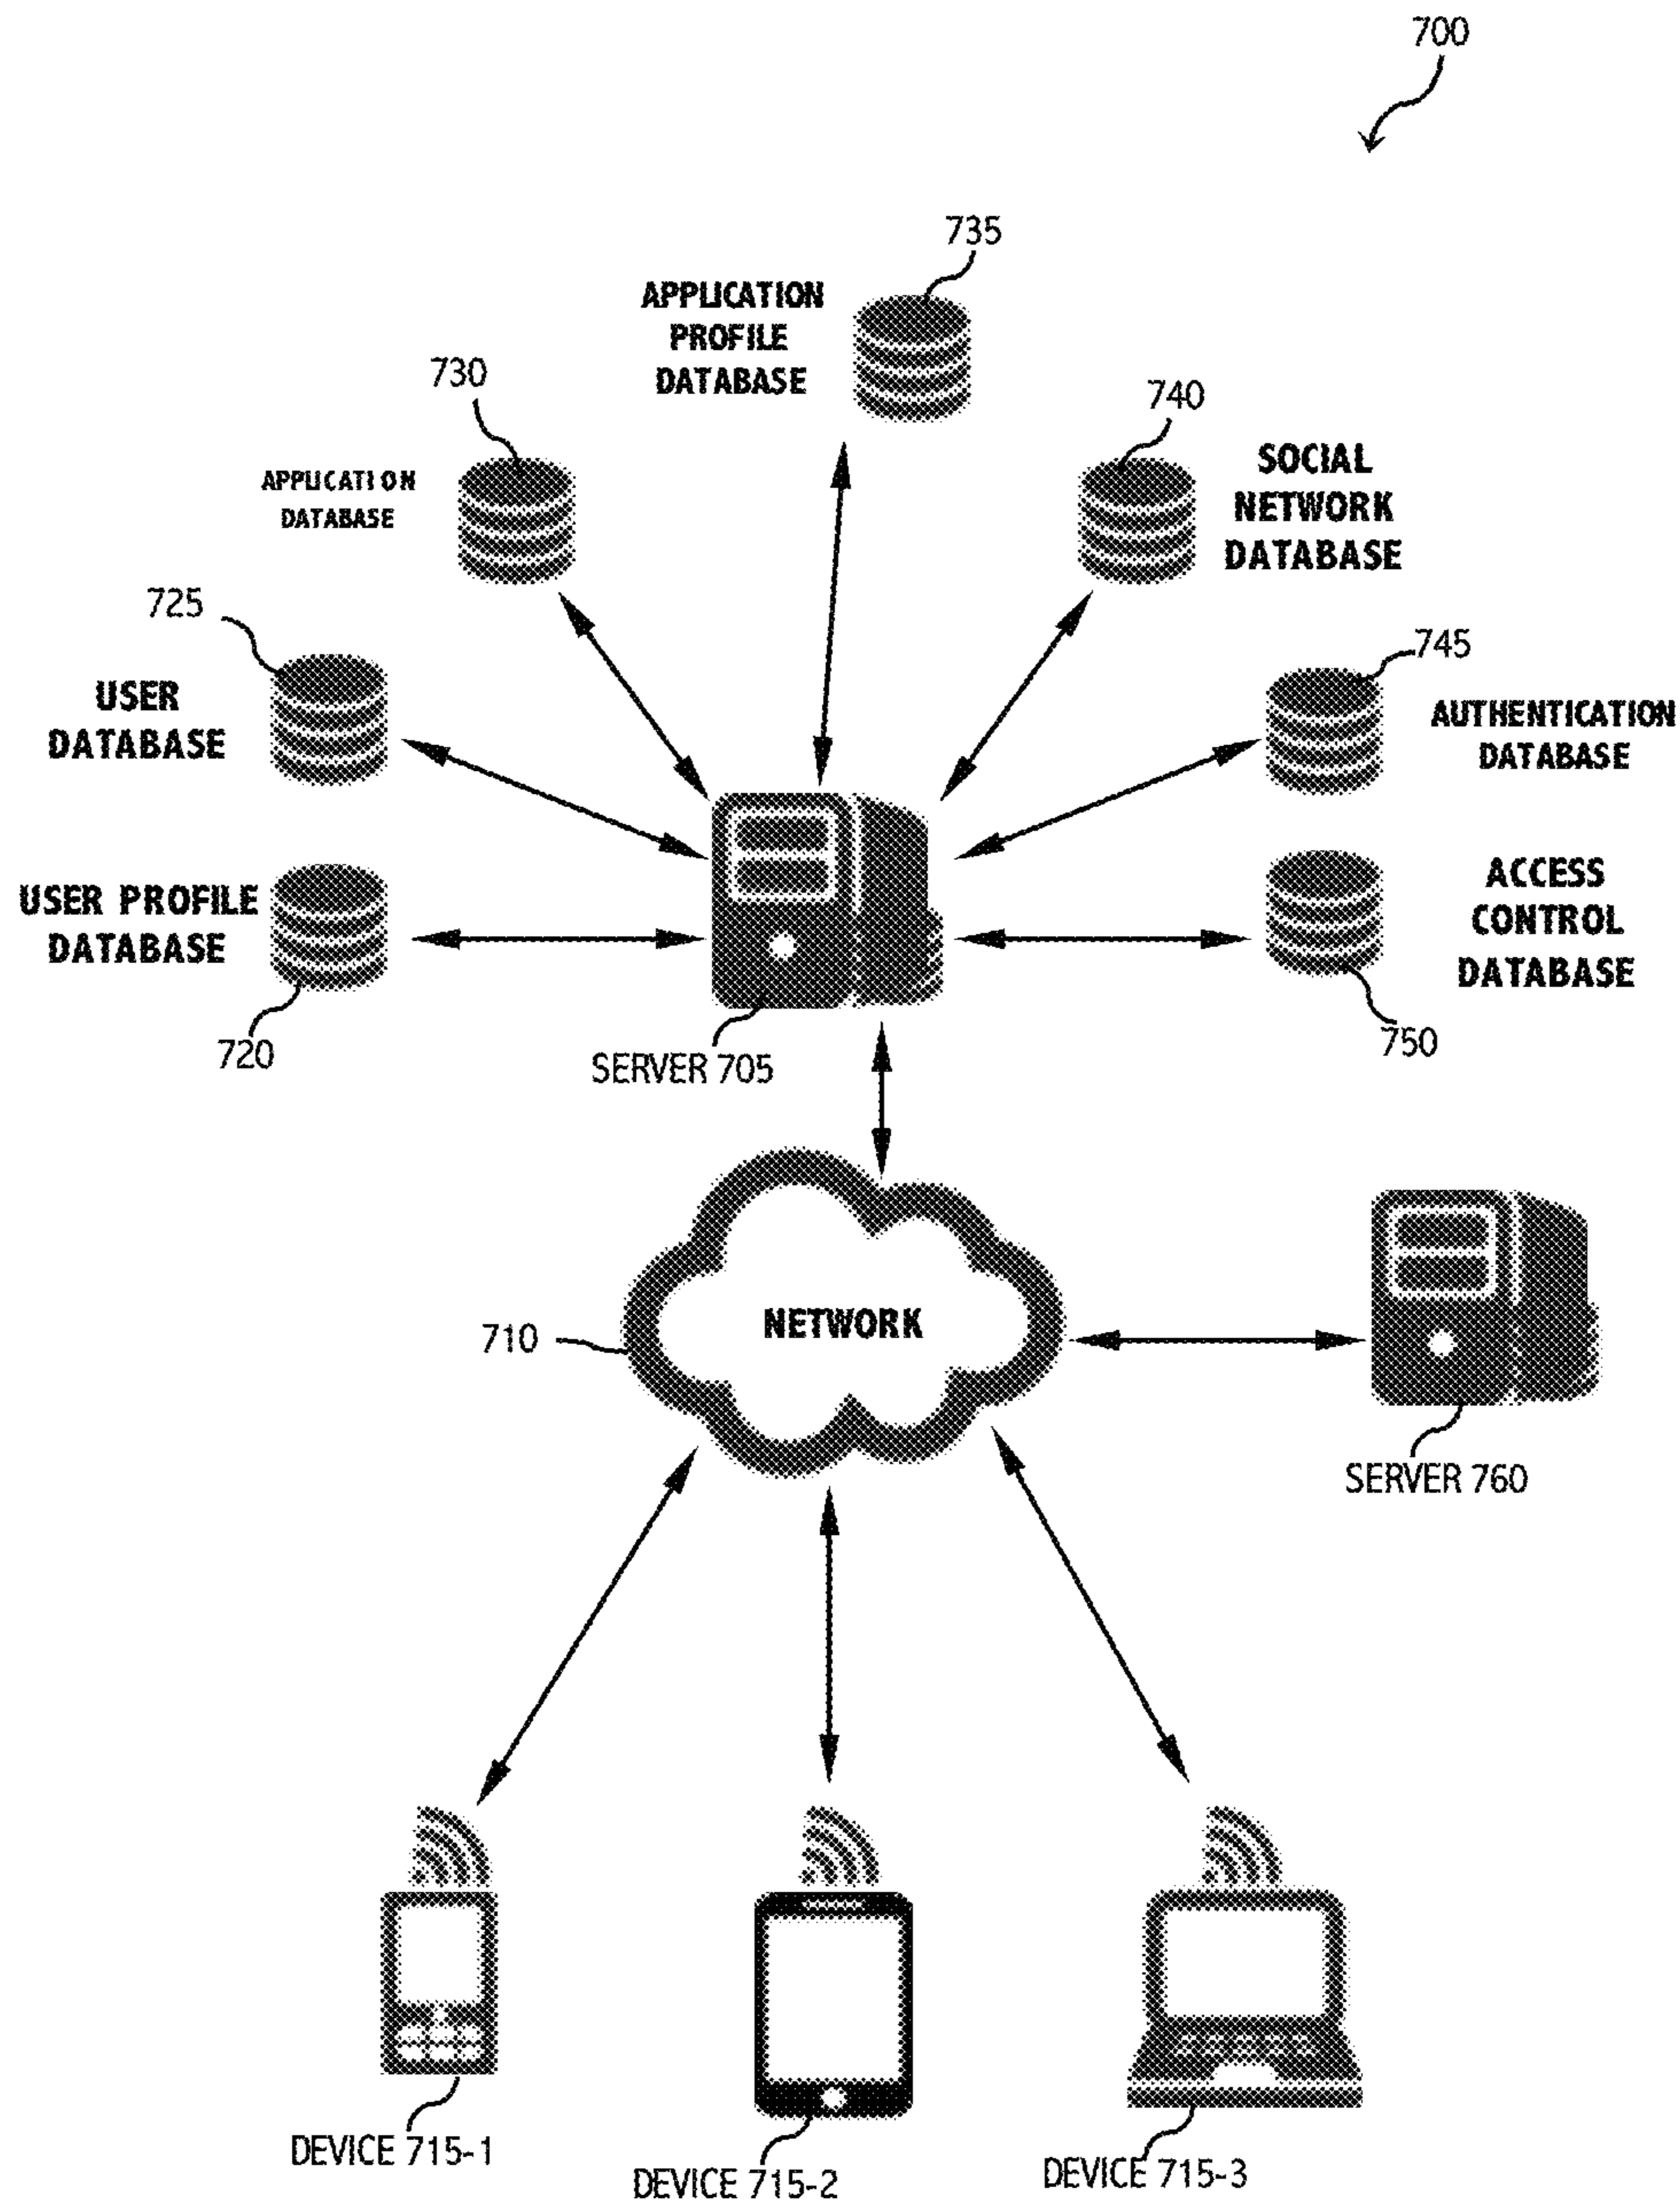 700
735
APPLICATION
PROFILE
DATABASE
730
740
APPLICATION
DATABASE
SOCIAL
NETWORK
DATABASE
725
745
USER
DATABASE
AUTHENTICATION
DATABASE
USER PROFILE
DATABASE
ACCESS
CONTROL
DATABASE
720
SERVER 705
750
NETWORK
710
SERVER 760
DEVICE 715-1
DEVICE 715-2
DEVICE 715-3